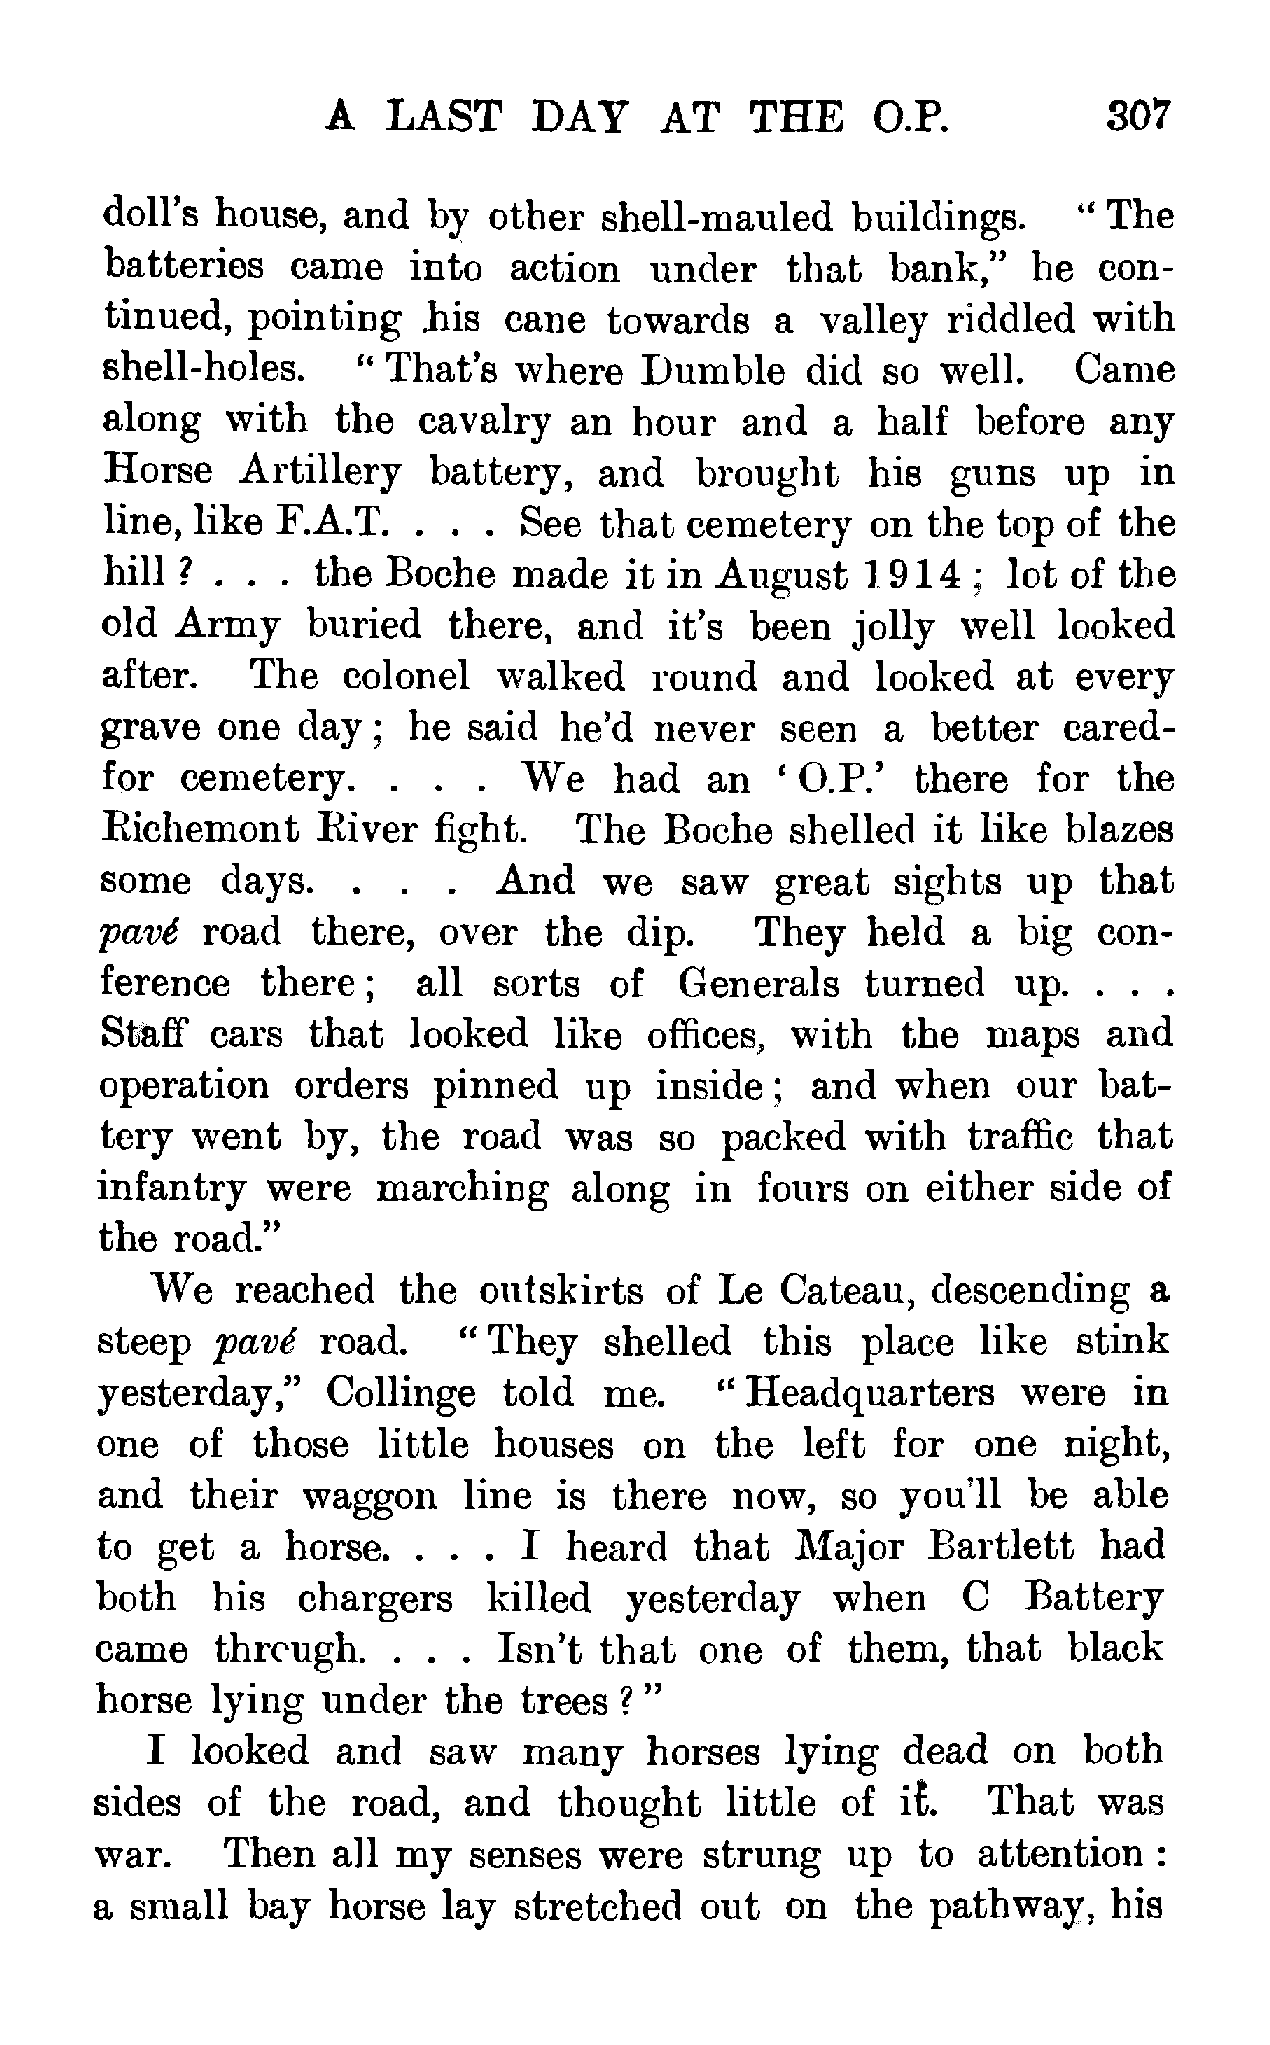 A LAST DAY AT THE O.P. 307
doll's house, and by other shell-mauled buildings. “ The
batteries came into action under that bank,” he con-
tinued, pointing his cane towards a valley riddled with
shell-holes. “ That's where Dumble did so well. Came
along with the cavalry an hour and a half before any
Horse Artillery battery, and brought his guns up in
line, like F.A.T. . . . See that cemetery on the top of the
hill ? . . . the Boche made it in August 1914 ; lot of the
old Army buried there, and it's been jolly well looked
after. The colonel walked round and looked at every
grave one day ; he said he'd never seen a better cared-
for cemetery. . . . We had an ‘ O.P.’ there for the
Richemont River fight. The Boche shelled it like blazes
some days. . . . And we saw great sights up that
pavé road there, over the dip. They held a big con-
ference there ; all sorts of Generals turned up. . . .
Staff cars that looked like offices, with the maps and
operation orders pinned up inside ; and when our bat-
tery went by, the road was so packed with traffic that
infantry were marching along in fours on either side of
the road.”
We reached the outskirts of Le Cateau, descending a
steep pavé road. “ They shelled this place like stink
yesterday,” Collinge told me. “ Headquarters were in
one of those little houses on the left for one night,
and their waggon line is there now, so you'll be able
to get a horse. . . . I heard that Major Bartlett had
both his chargers killed yesterday when C Battery
came through. . . . Isn't that one of them, that black
horse lying under the trees ? ”
I looked and saw many horses lying dead on both
sides of the road, and thought little of it. That was
war. Then all my senses were strung up to attention :
a small bay horse lay stretched out on the pathway, his